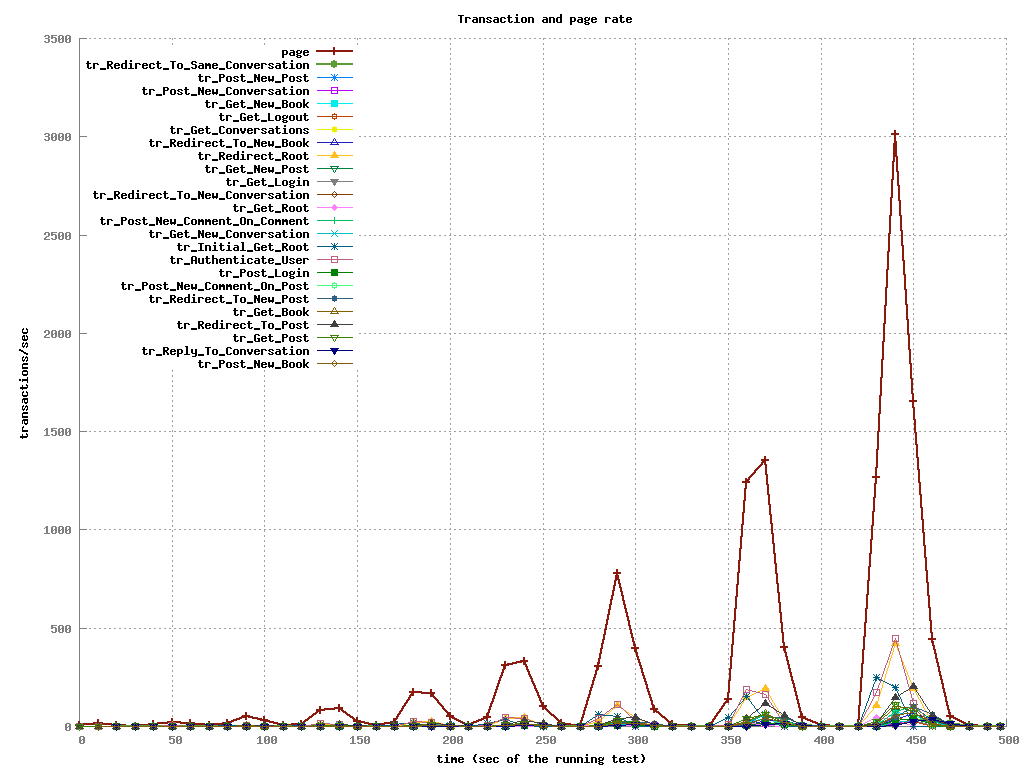 Transaction and page rate
3500
3000
2500
2000
1500
1000
500
0
transactions/sec
page
tr_Redirect_To_Same_Conversation
tr_Post_New_Post
tr_Post_New_Conversation
tr_Get_New_Book
tr_Get_Logout
tr_Get_Conversations
tr_Redirect_To_New_Book
tr_Redirect_Root
tr_Get_New_Post
tr_Get_Login
tr_Redirect_To_New_Conversation
tr_Get_Root
tr_Post_New_Comment_On_Comment
tr_Get_New_Conversation
tr_Initial_Get_Root
tr_Authenticate_User
tr_Post_Login
tr_Post_New_Comment_On_Post
tr_Redirect_To_New_Post
tr_Get_Book
tr_Redirect_To_Post
tr_Get_Post
tr_Reply_To_Conversation
tr_Post_New_Book
0 50 100 150 200 250 300 350 400 450 500
time (sec of the running test)